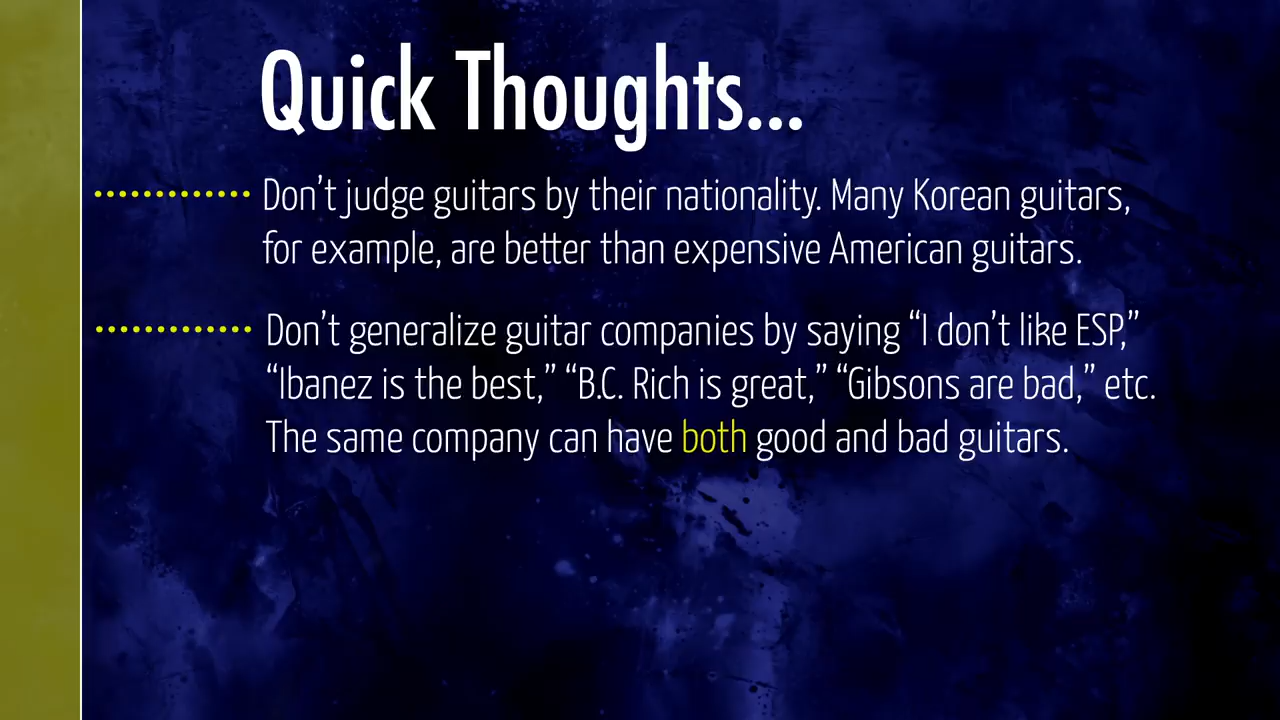 Quick Thoughts...
Don’t judge guitars by their nationality. Many Korean guitars,
for example, are better than expensive American guitars.
Don’t generalize guitar companies by saying “I don’t like ESP,”
“Ibanez is the best,” “B.C. Rich is great,” “Gibsons are bad,” etc.
The same company can have both good and bad guitars.